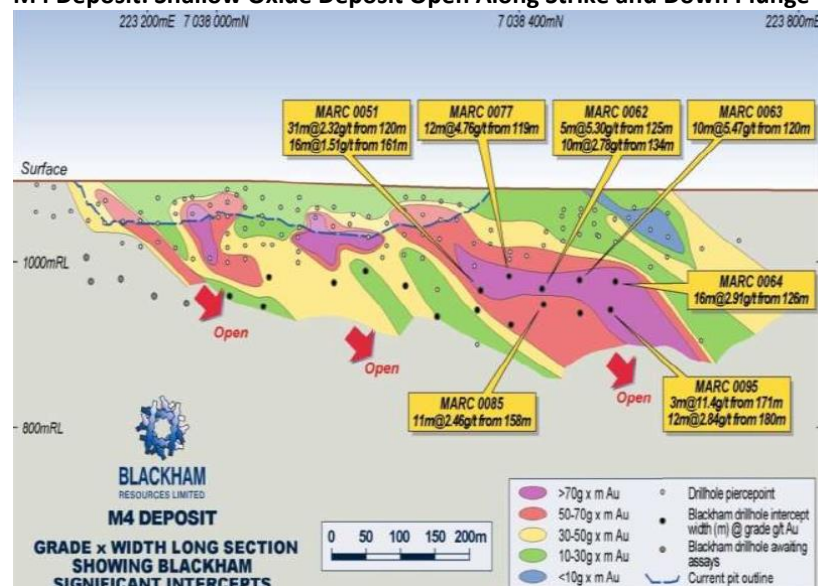 M4 Deposit: Shallow Oxide Deposit Open Along Strike and Down Plunge
223 200mE 7 038 000mN
7 038 400mN
223 800mE
MARC 0051
31m@2.32g/t from 120m
16m@1.51g/t from 161m
MARC 0077
12m@4.76g/t from 119m
MARC 0062
5m@5.30g/t from 125m
10m@2.78g/t from 134m
MARC 0063
10m@5.47g/t from 120m
Surface
1000mRL
MARC 0064
16m@2.91g/t from 126m
Open
Open
Open
MARC 0085
11m@2.46g/t from 158m
MARC 0095
3m@11.4g/t from 171m
12m@2.84g/t from 180m
800mRL
BLACKHAM
RESOURCES LIMITED
M4 DEPOSIT
GRADE x WIDTH LONG SECTION
SHOWING BLACKHAM
SIGNIFICANT INTERCEPTS
0 50 100 150 200m
>70g x m Au
50-70g x m Au
30-50g x m Au
10-30g x m Au
<10g x m Au
Drillhole piercepoint
Blackham drillhole intercept
width (m) @ grade g/t Au
Blackham drillhole awaiting
assays
Current pit outline